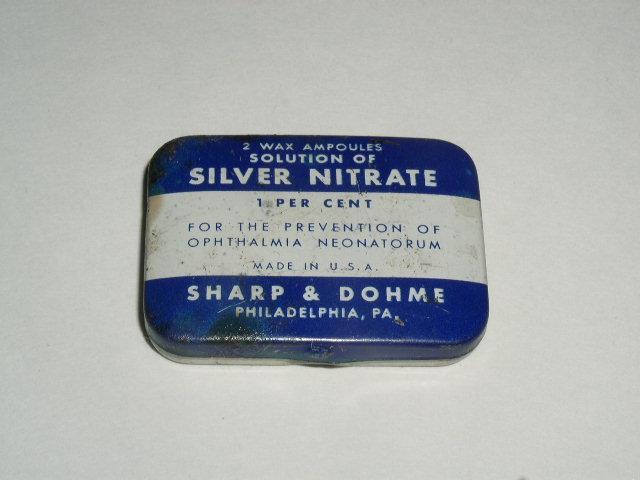 2 WAX AMPOULES
SOLUTION OF
SILVER NITRATE
1 PER CENT
FOR THE PREVENTION OF
OPHTHALMIA NEONATORUM
MADE IN U.S.A.
SHARP & DOHME
PHILADELPHIA, PA.